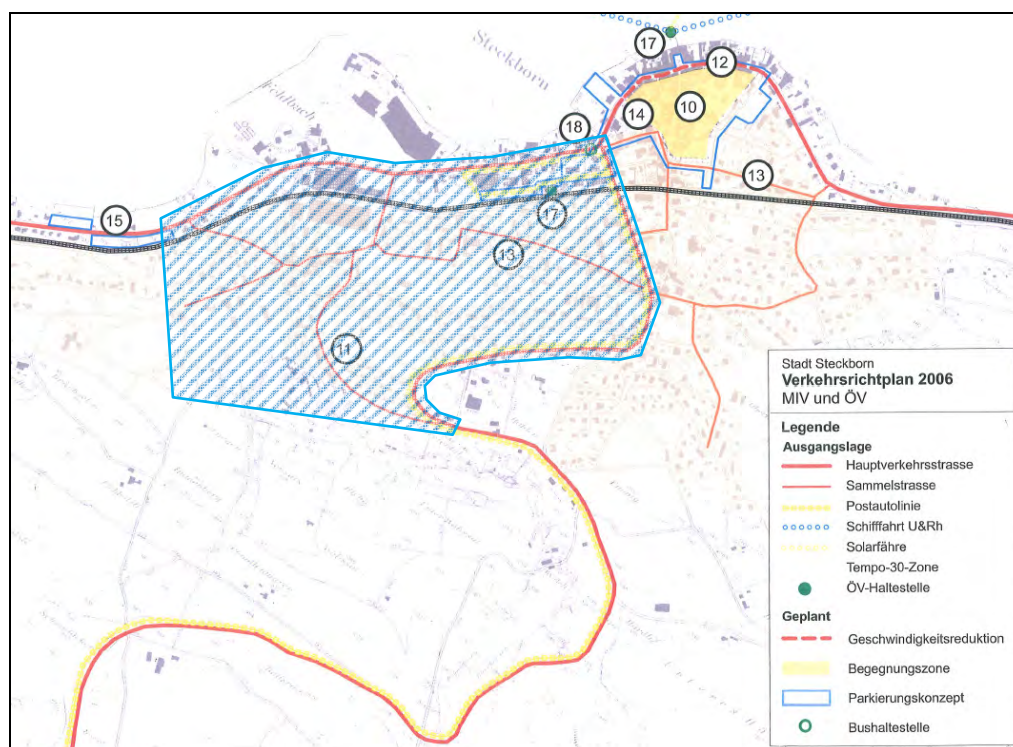 17
Steckborn
12
10
14
18
Feldbach
13
15
17
13
11
Stadt Steckborn
Verkehrsrichtplan 2006
MIV und ÖV
Legende
Ausgangslage
Hauptverkehrsstrasse
Sammelstrasse
Postautolinie
Schifffahrt U&Rh
Solarfähre
Tempo-30-Zone
ÖV-Haltestelle
Geplant
Geschwindigkeitsreduktion
Begegnungszone
Parkierungskonzept
Bushaltestelle